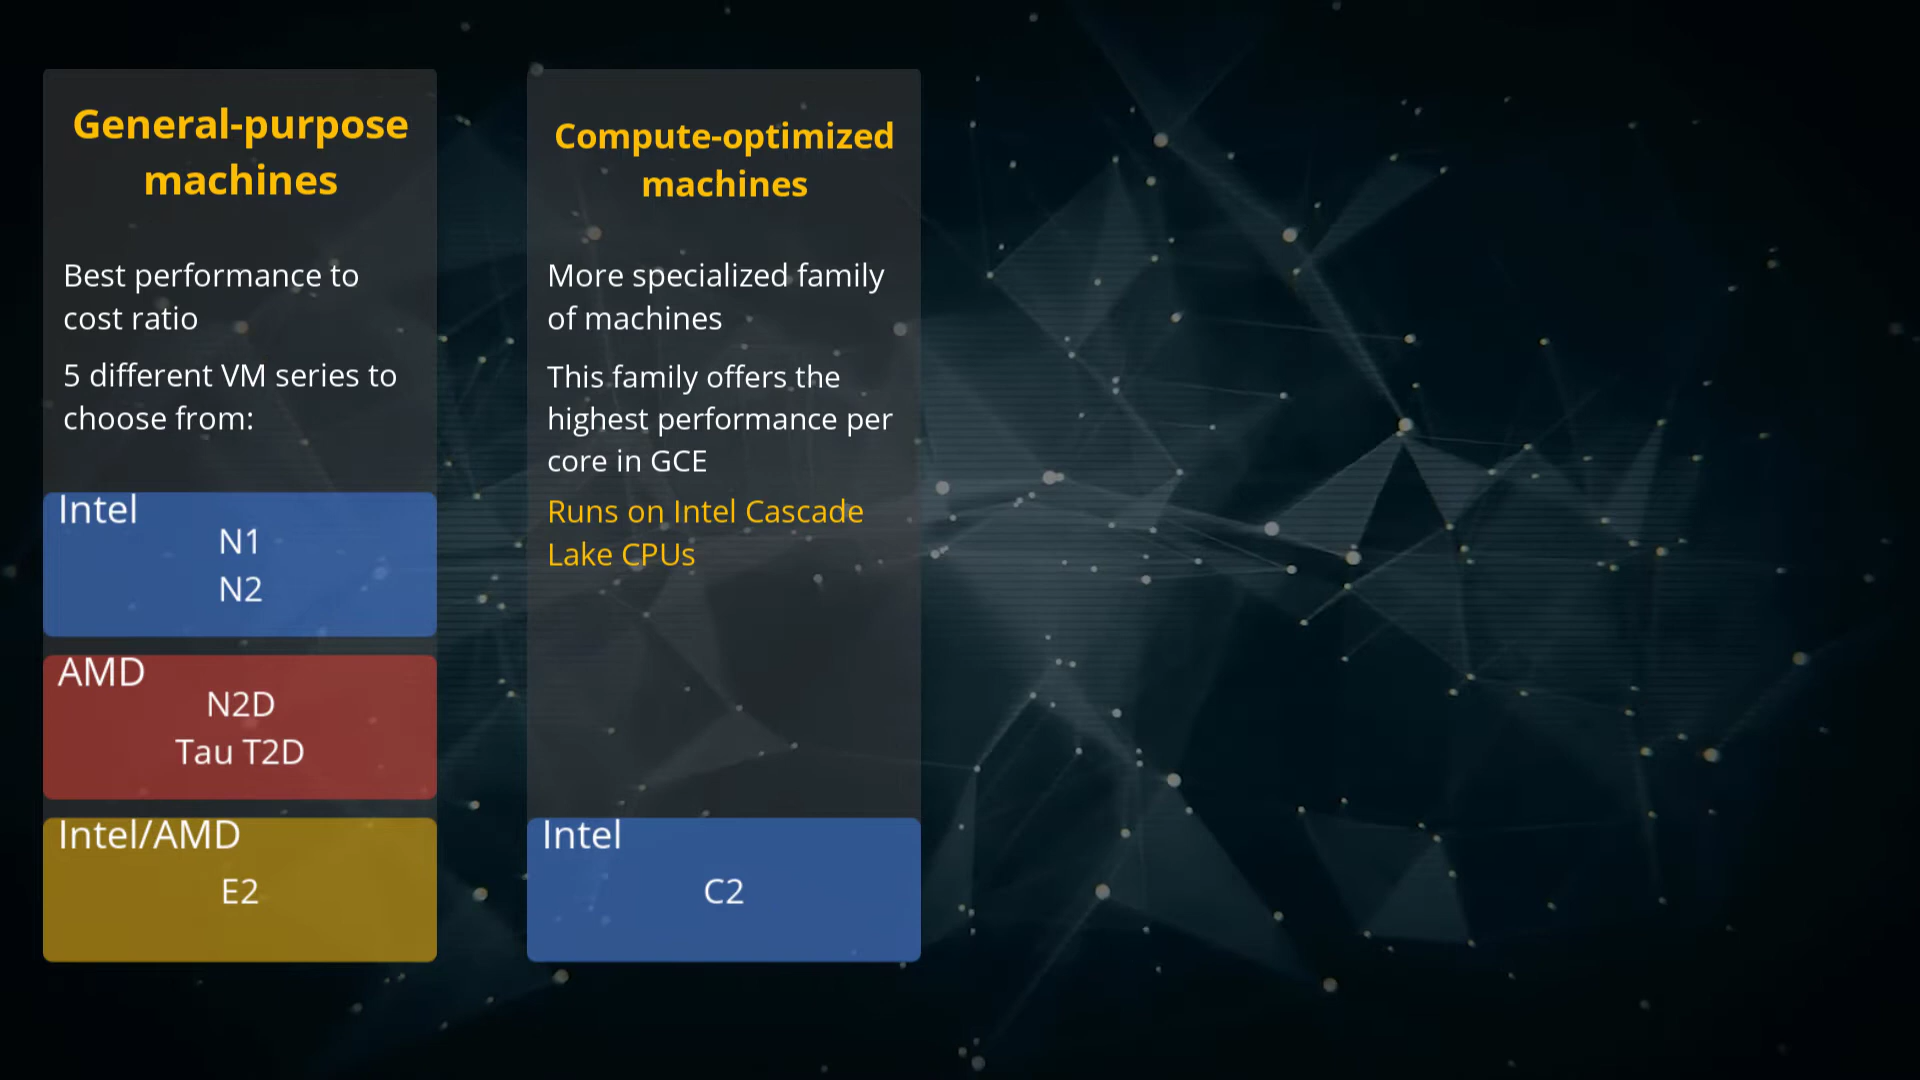 General-purpose
machines
Best performance to
cost ratio
5 different VM series to
choose from:
Intel
N1
N2
AMD
N2D
Tau T2D
Intel/AMD
E2
Compute-optimized
machines
More specialized family
of machines
This family offers the
highest performance per
core in GCE
Runs on Intel Cascade
Lake CPUs
Intel
C2